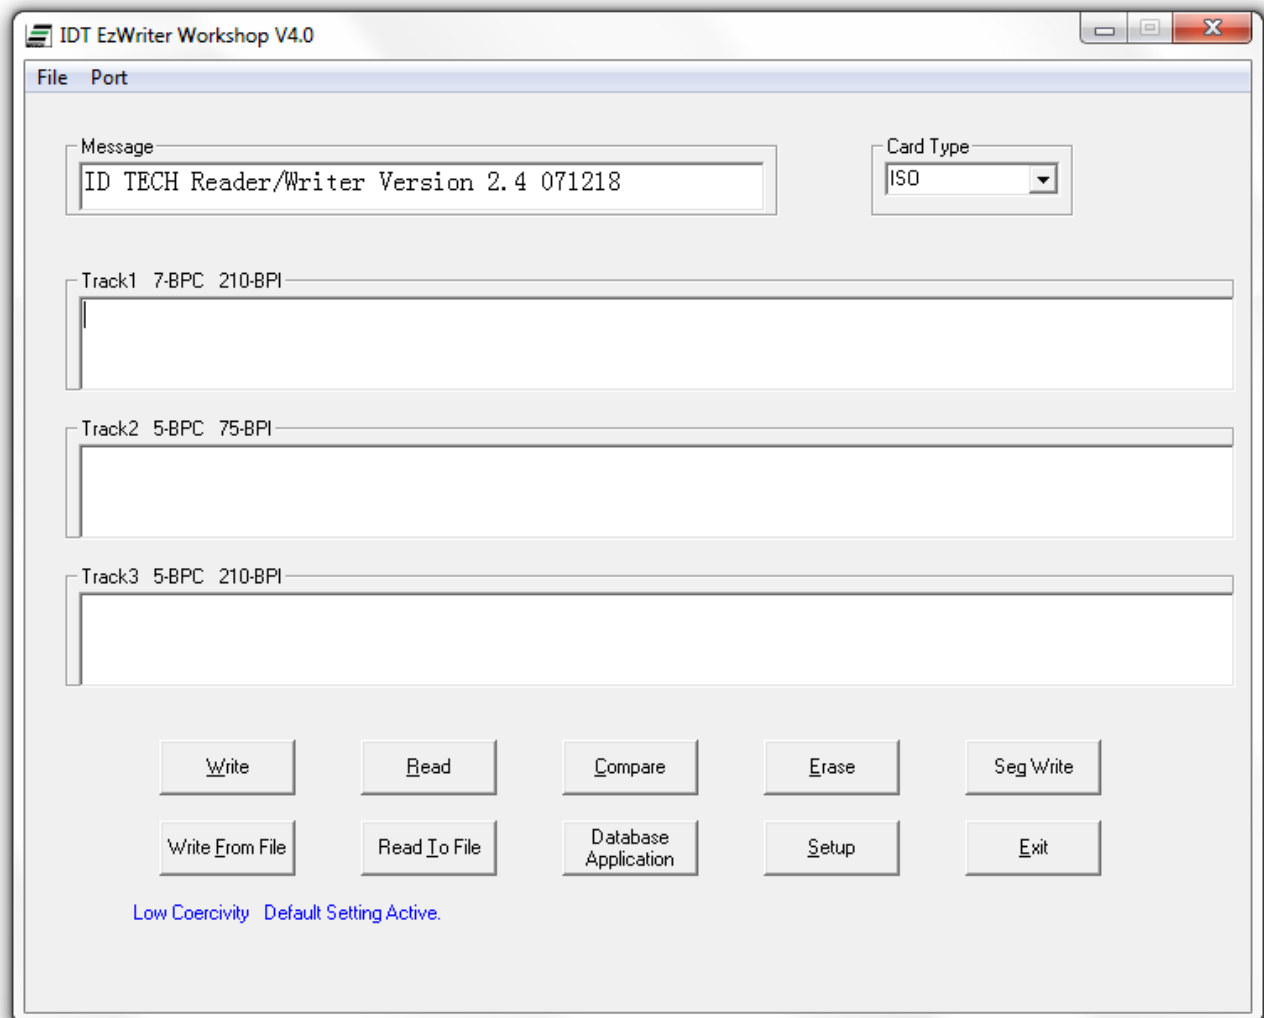 IDT EzWriter Workshop V4.0
File Port
Message
ID TECH Reader/Writer Version 2.4 071218
Card Type
ISO
Track1 7-BPC 210-BPI
Track2 5-BPC 75-BPI
Track3 5-BPC 210-BPI
Write Read Compare Erase Seg Write
Write From File Read To File Database Application Setup Exit
Low Coercivity Default Setting Active.